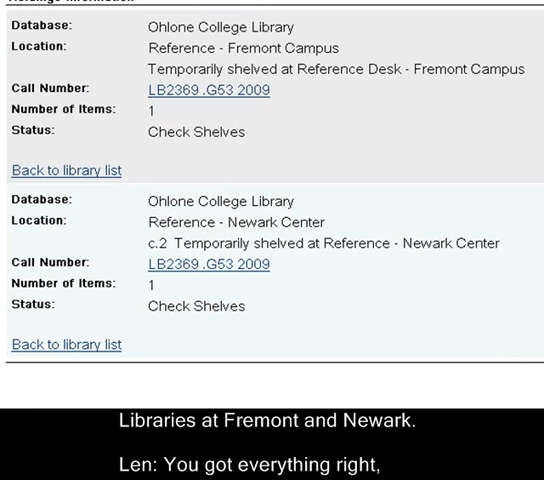 Holdings Information
Database: Ohlone College Library
Location: Reference - Fremont Campus
Temporarily shelved at Reference Desk - Fremont Campus
Call Number: LB2369 .G53 2009
Number of Items: 1
Status: Check Shelves
Back to library list
Database: Ohlone College Library
Location: Reference - Newark Center
c.2 Temporarily shelved at Reference - Newark Center
Call Number: LB2369 .G53 2009
Number of Items: 1
Status: Check Shelves
Back to library list
Libraries at Fremont and Newark.
Len: You got everything right,